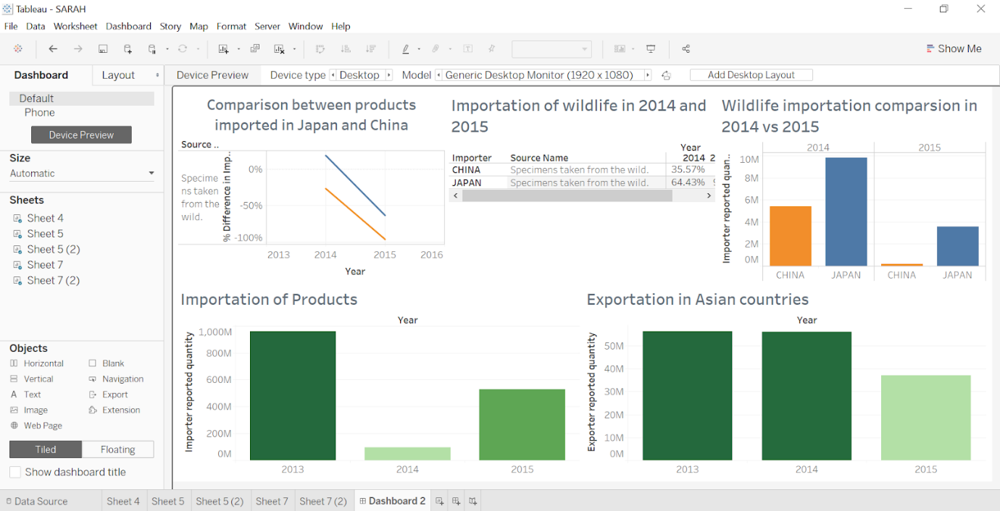 Tableau - SARAH
File Data Worksheet Dashboard Story Map Format Server Window Help
Show Me
Dashboard Layout
Device Preview Device type Desktop Model Generic Desktop Monitor (1920 x 1080) Add Desktop Layout
Default
Phone
Device Preview
Size
Automatic
Sheets
Sheet 4
Sheet 5
Sheet 5 (2)
Sheet 7
Sheet 7 (2)
Objects
Horizontal Blank
Vertical Navigation
A Text Export
Image Extension
Web Page
Tiled Floating
Show dashboard title
Comparison between products
imported in Japan and China
Source ..
Specime
ns taken
from the
wild.
% Difference in Imp..
0%
-50%
-100%
2013 2014 2015 2016
Year
Importation of wildlife in 2014 and
2015
Year
Importer Source Name 2014 2
CHINA Specimens taken from the wild. 35.57%
JAPAN Specimens taken from the wild. 64.43%
Wildlife importation comparsion in
2014 vs 2015
2014 2015
Importer reported quan..
10M
8M
6M
4M
2M
0M
CHINA JAPAN CHINA JAPAN
Importation of Products
Year
Importer reported quantity
1,000M
800M
600M
400M
200M
0M
2013 2014 2015
Exportation in Asian countries
Year
Exporter reported quantity
50M
40M
30M
20M
10M
0M
2013 2014 2015
Data Source Sheet 4 Sheet 5 Sheet 5 (2) Sheet 7 Sheet 7 (2) Dashboard 2